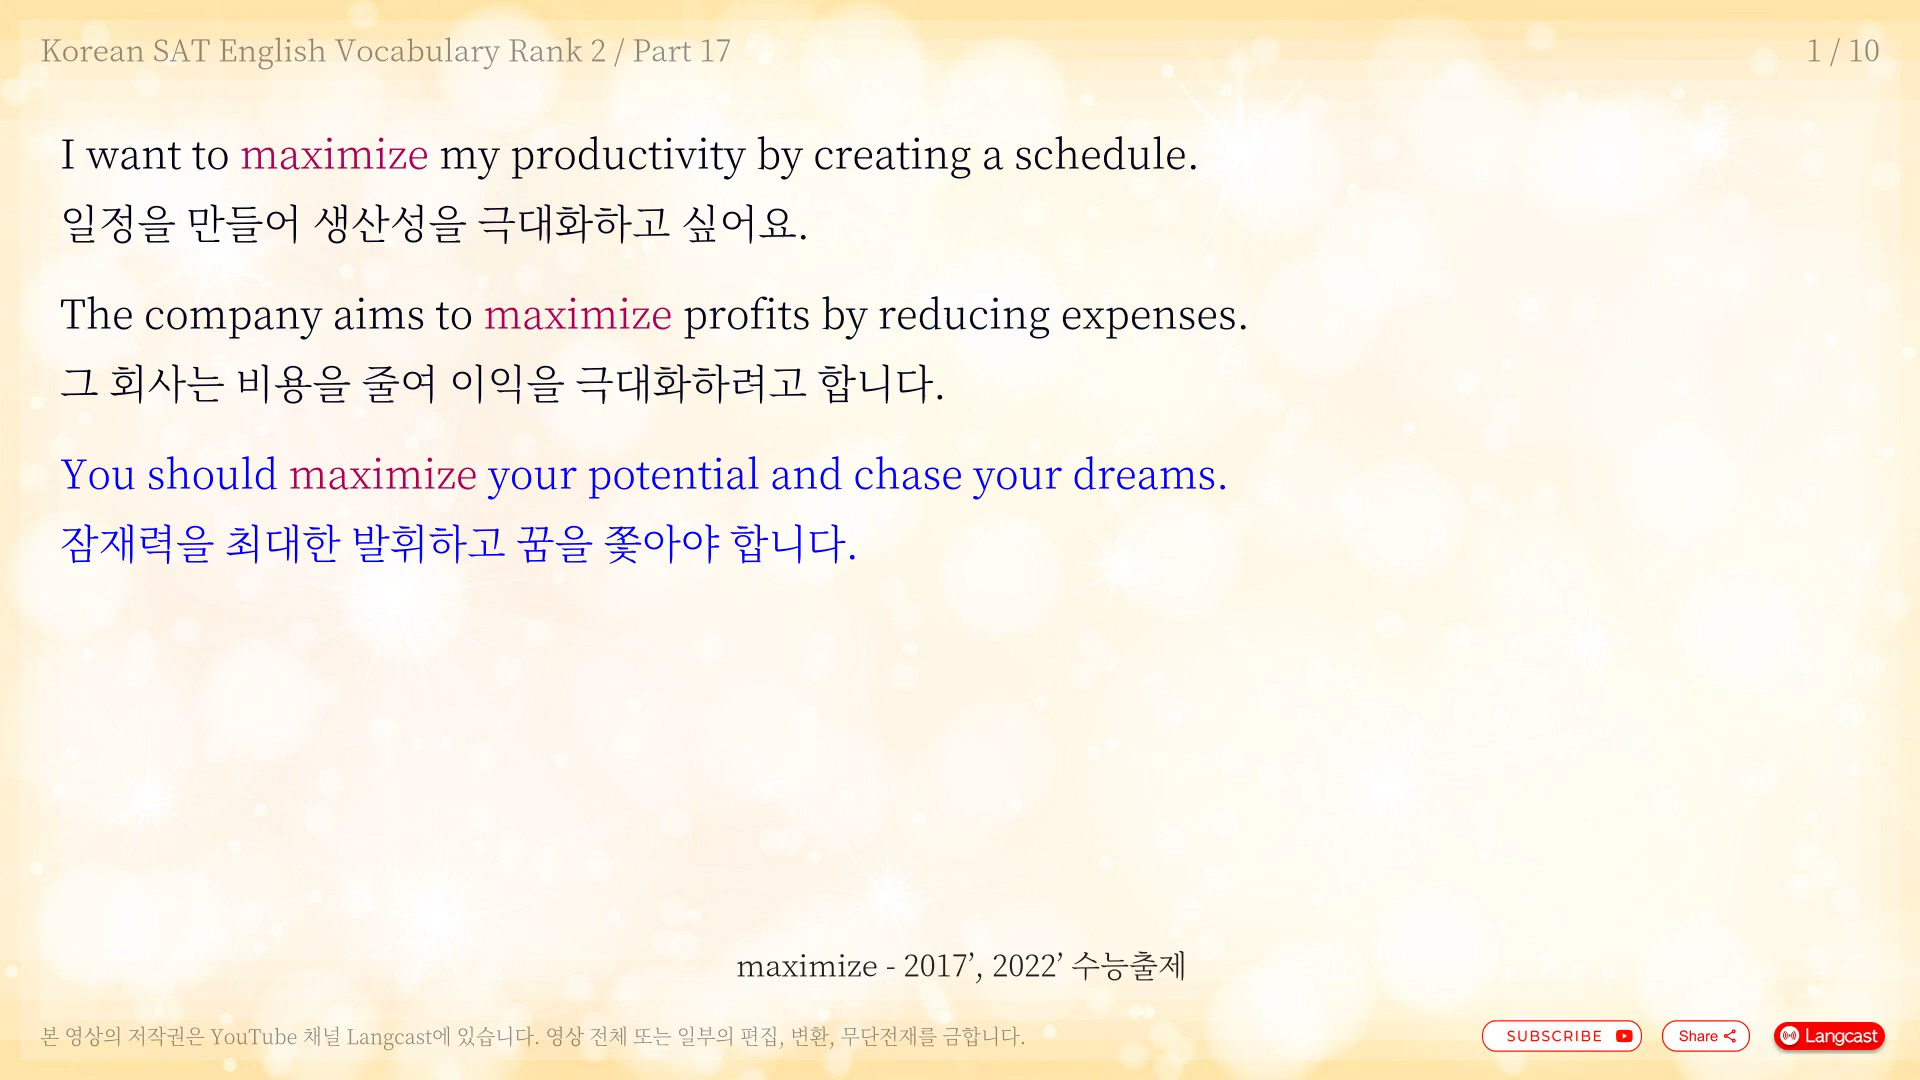 Korean SAT English Vocabulary Rank 2 / Part 17
1 / 10
I want to maximize my productivity by creating a schedule.
일정을 만들어 생산성을 극대화하고 싶어요.
The company aims to maximize profits by reducing expenses.
그 회사는 비용을 줄여 이익을 극대화하려고 합니다.
You should maximize your potential and chase your dreams.
잠재력을 최대한 발휘하고 꿈을 쫓아야 합니다.
maximize - 2017’, 2022’ 수능출제
본 영상의 저작권은 YouTube 채널 Langcast에 있습니다. 영상 전체 또는 일부의 편집, 변환, 무단전재를 금합니다.
SUBSCRIBE
Share
Langcast